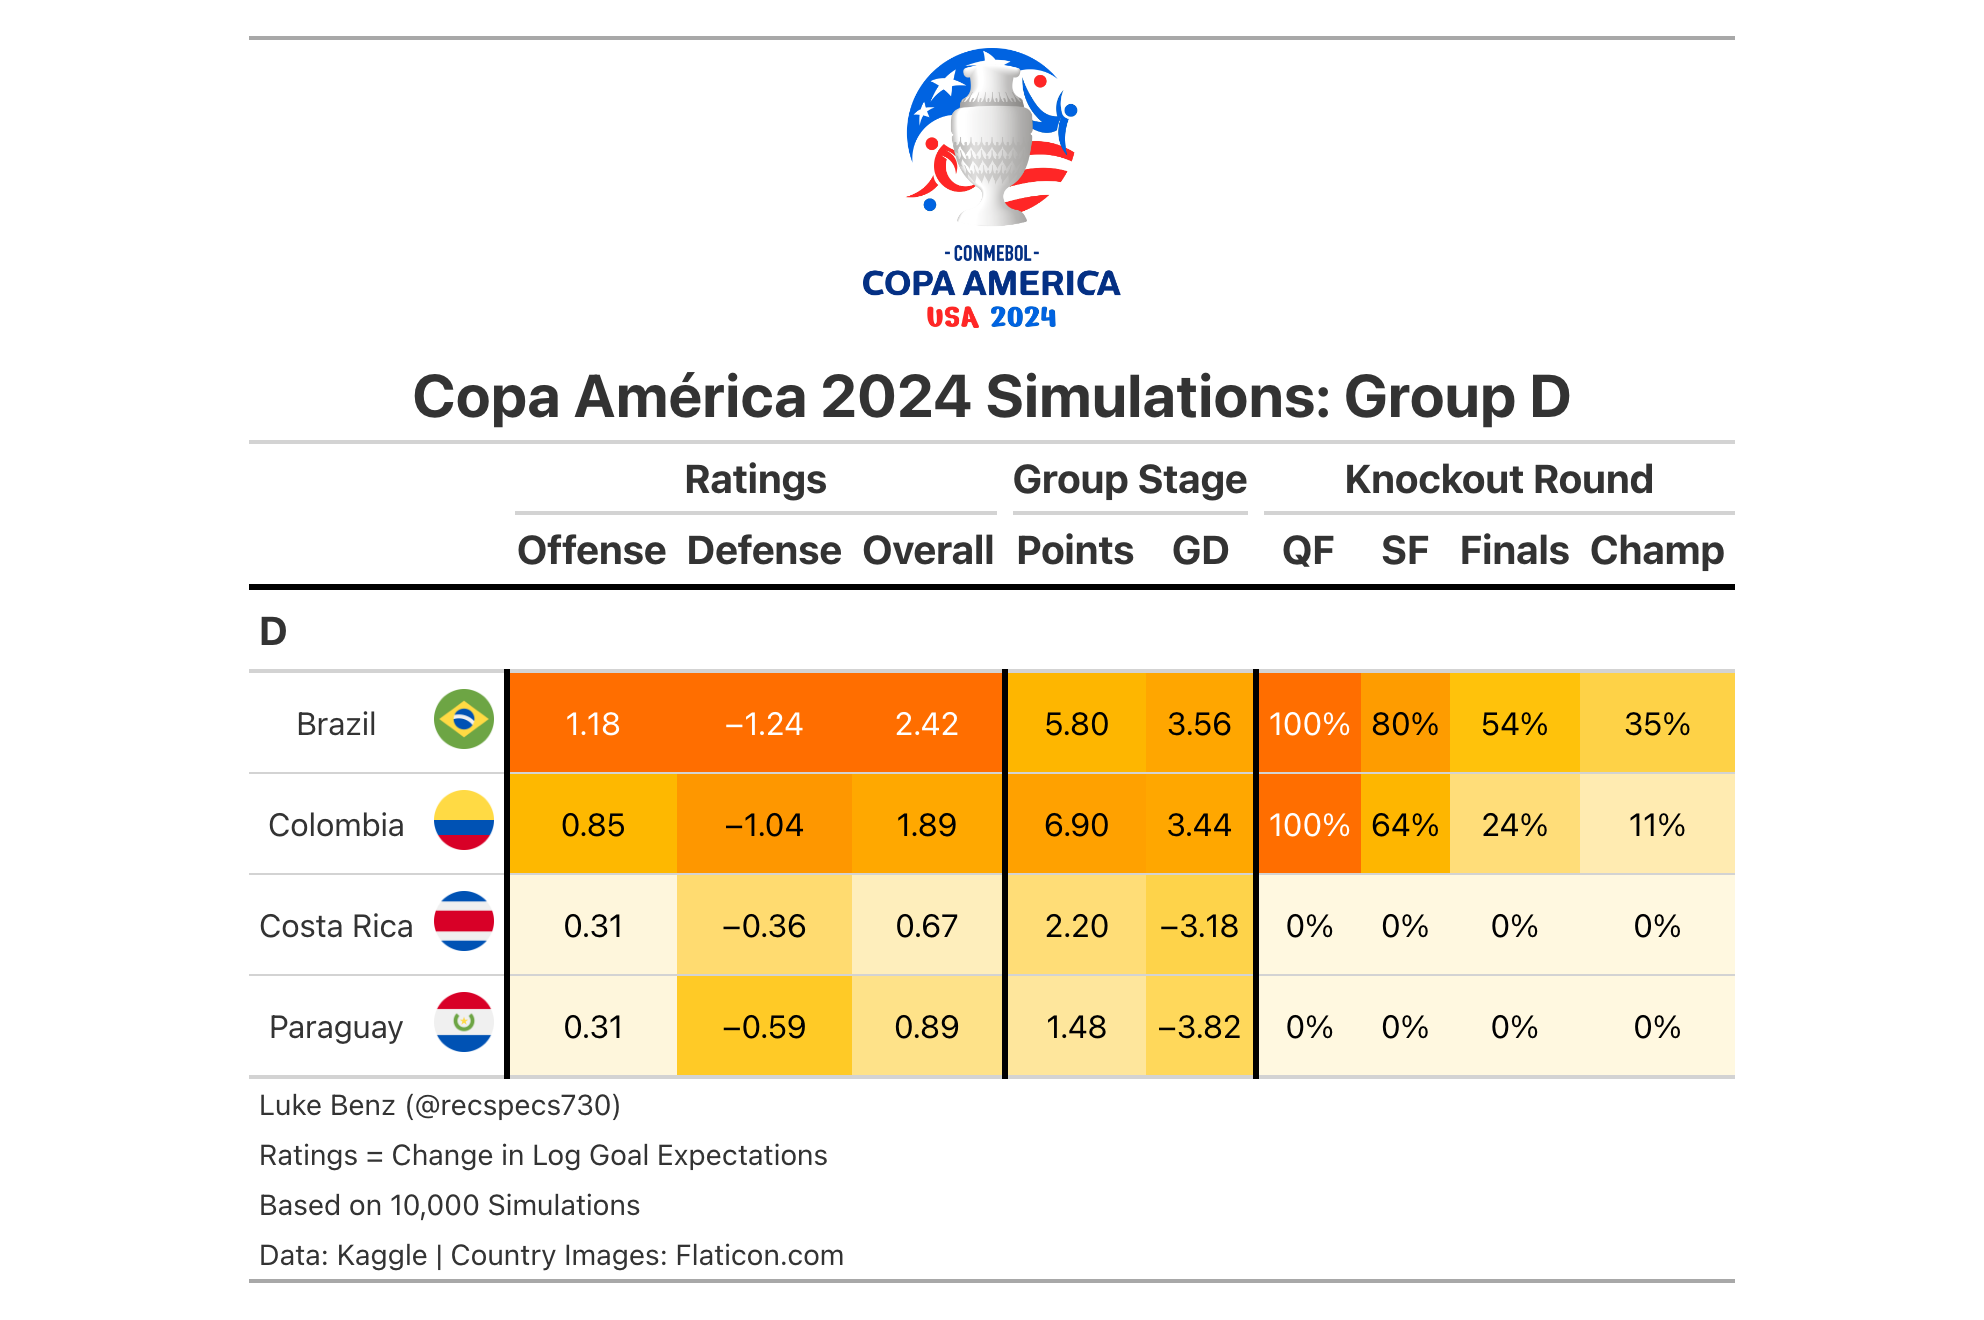 - CONMEBOL -
COPA AMERICA
USA 2024
Copa América 2024 Simulations: Group D
Ratings Group Stage Knockout Round
Offense Defense Overall Points GD QF SF Finals Champ
D
Brazil 1.18 −1.24 2.42 5.80 3.56 100% 80% 54% 35%
Colombia 0.85 −1.04 1.89 6.90 3.44 100% 64% 24% 11%
Costa Rica 0.31 −0.36 0.67 2.20 −3.18 0% 0% 0% 0%
Paraguay 0.31 −0.59 0.89 1.48 −3.82 0% 0% 0% 0%
Luke Benz (@recspecs730)
Ratings = Change in Log Goal Expectations
Based on 10,000 Simulations
Data: Kaggle | Country Images: Flaticon.com